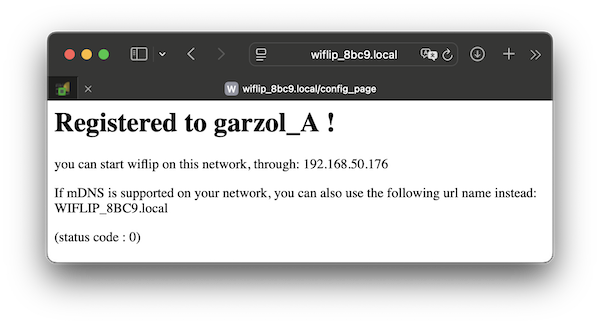 wiflip_8bc9.local
W wiflip_8bc9.local/config_page
Registered to garzol_A !
you can start wiflip on this network, through: 192.168.50.176
If mDNS is supported on your network, you can also use the following url name instead:
WIFLIP_8BC9.local
(status code : 0)